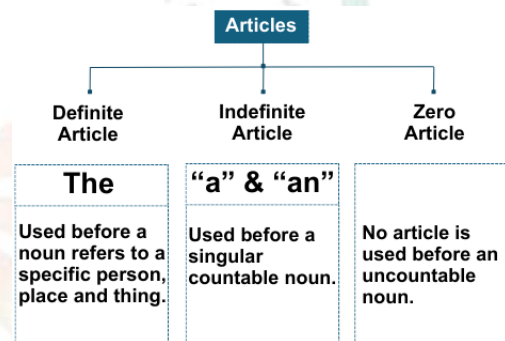 Articles
Definite
Article
Indefinite
Article
Zero
Article
The
“a” & “an”
Used before a
noun refers to a
specific person,
place and thing.
Used before a
singular
countable noun.
No article is
used before an
uncountable
noun.